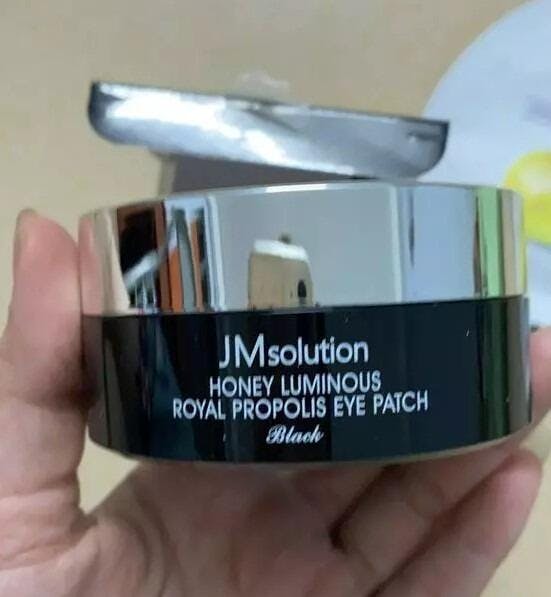 JMsolution
HONEY LUMINOUS
ROYAL PROPOLIS EYE PATCH
Black